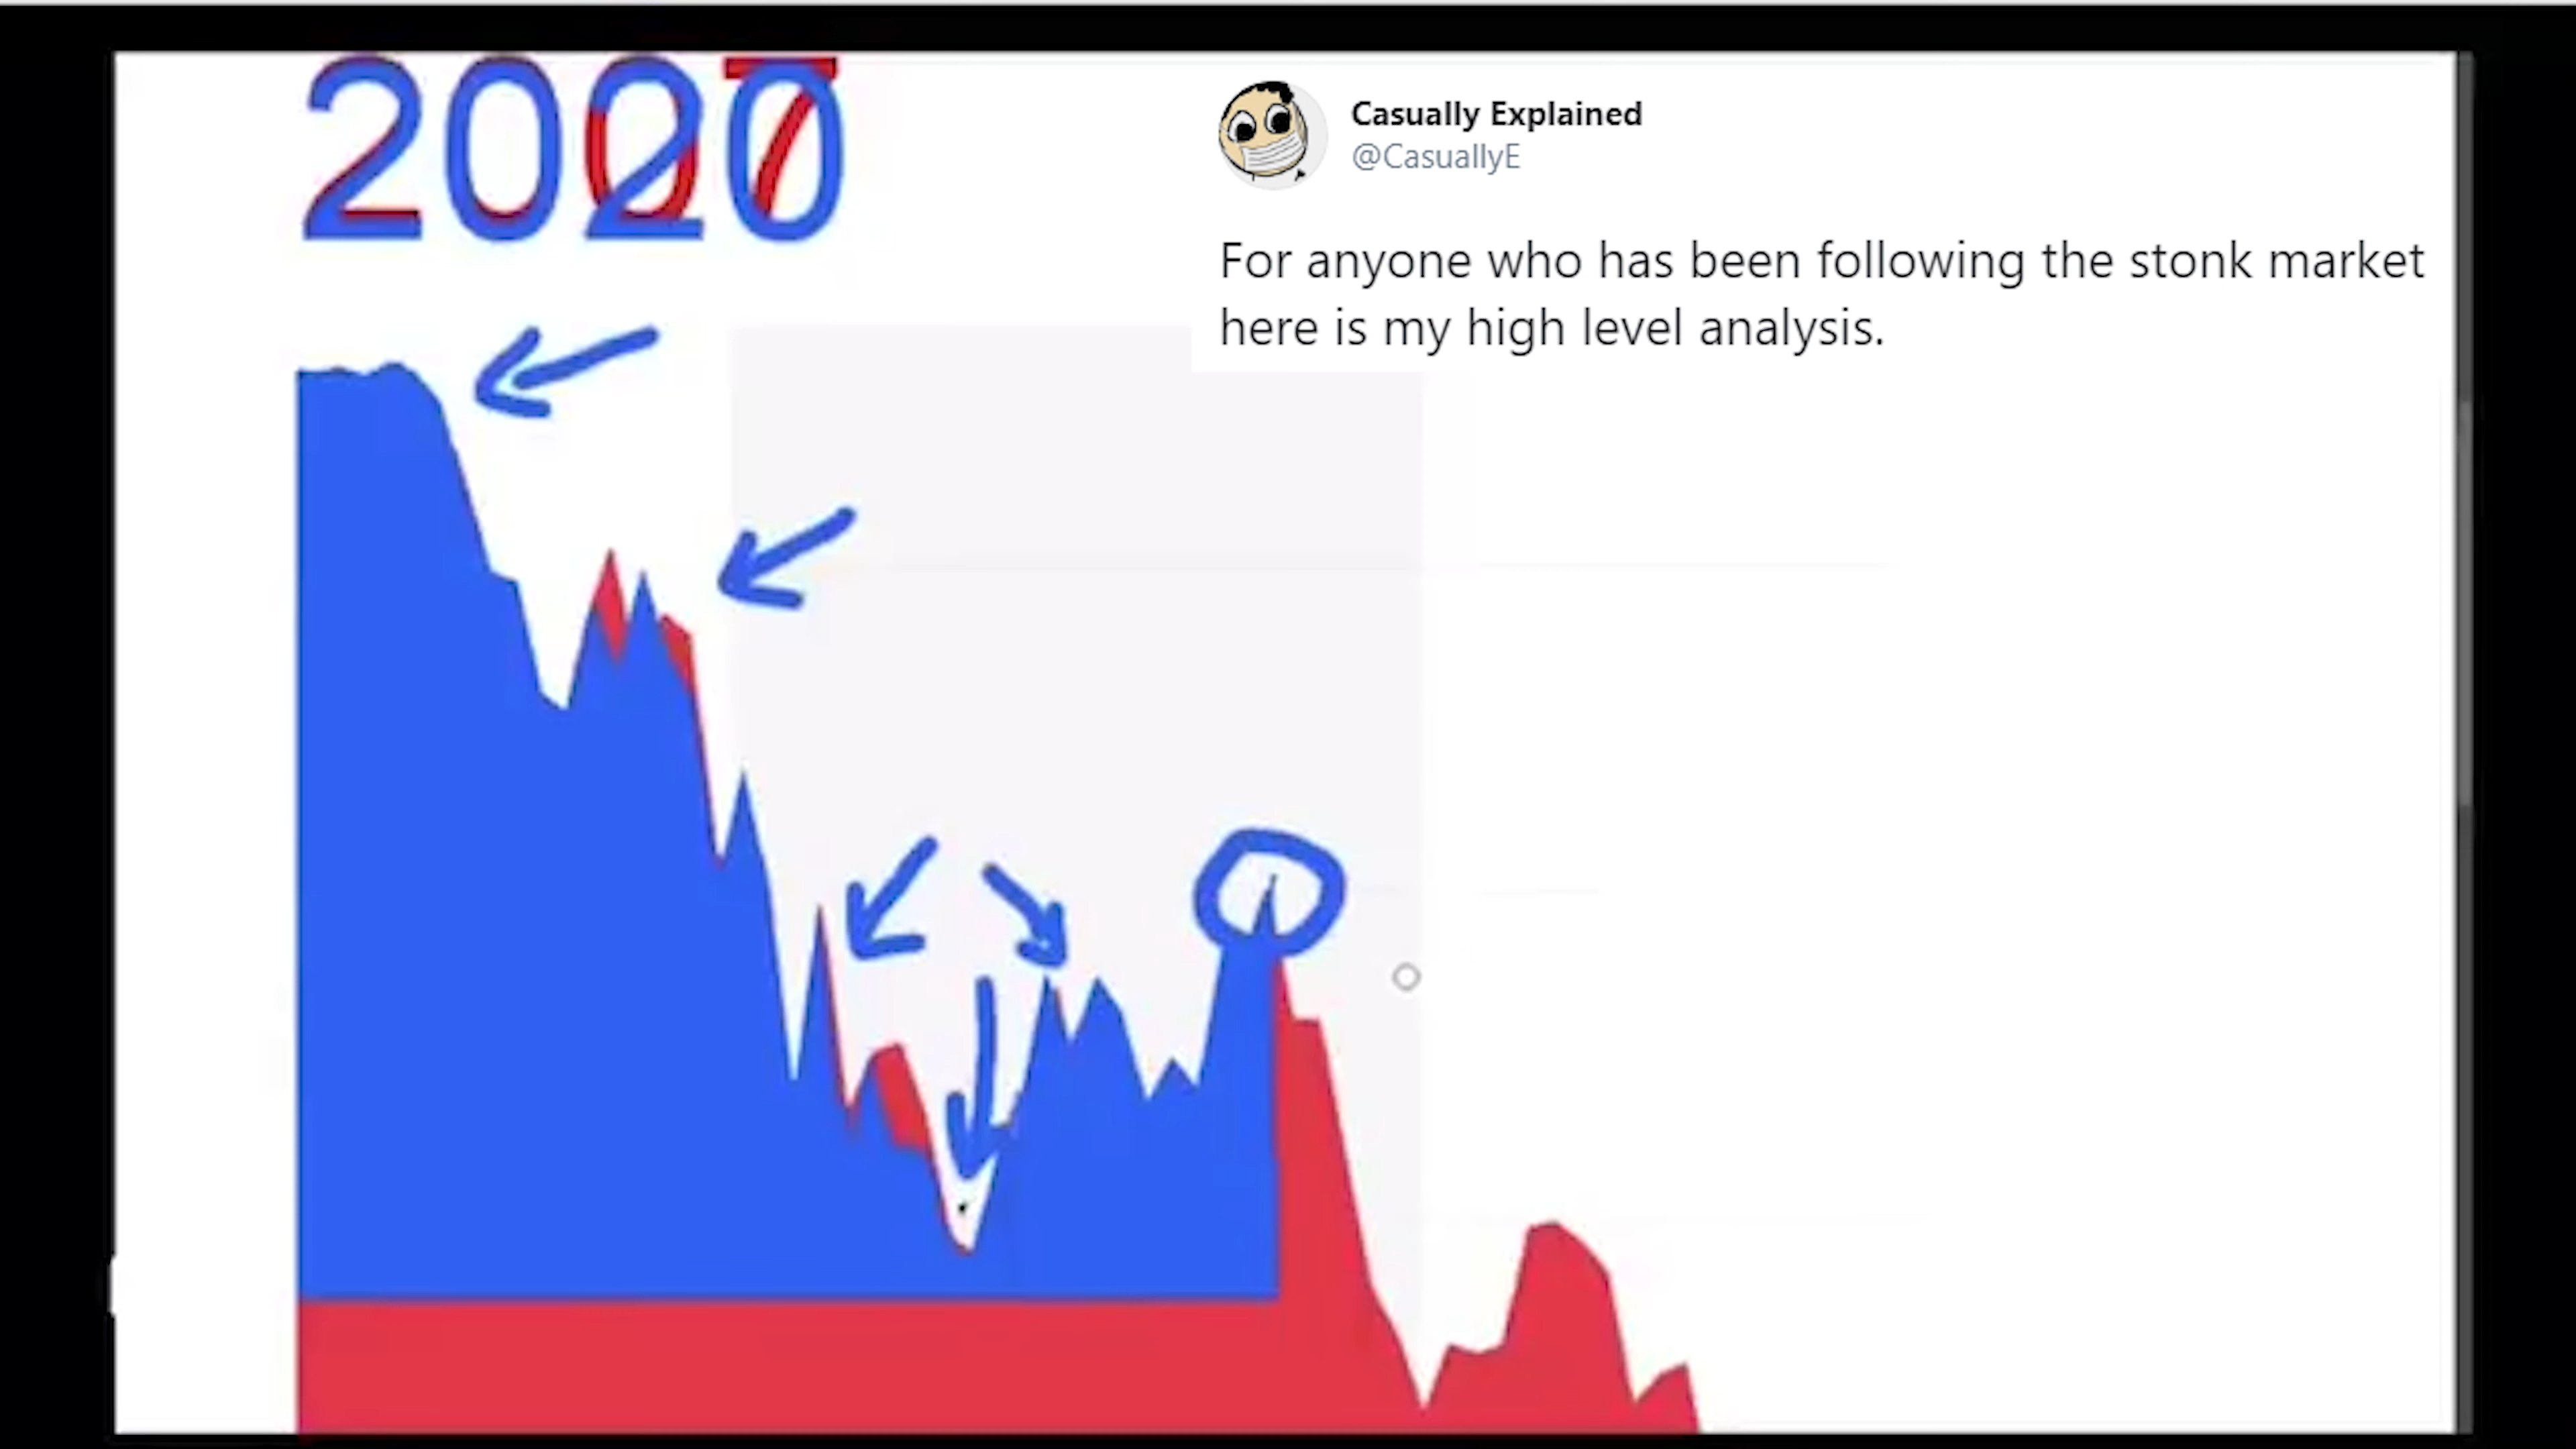 2020
2007
Casually Explained
@CasuallyE
For anyone who has been following the stonk market
here is my high level analysis.